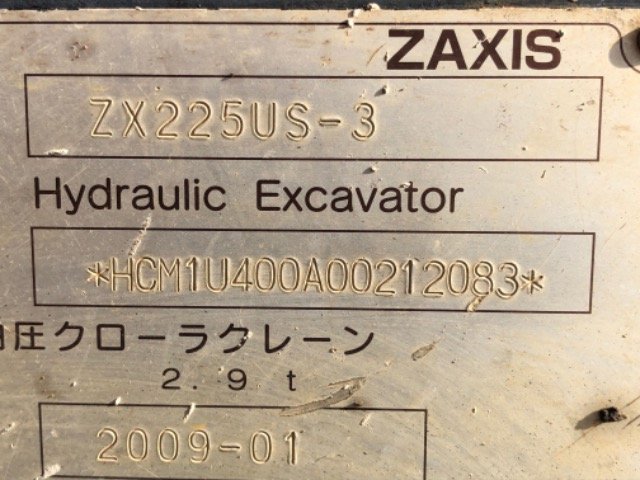 ZAXIS
ZX225US-3
Hydraulic Excavator
*HCM1U400A00212083*
圧クローラクレーン
2.9 t
2009-01